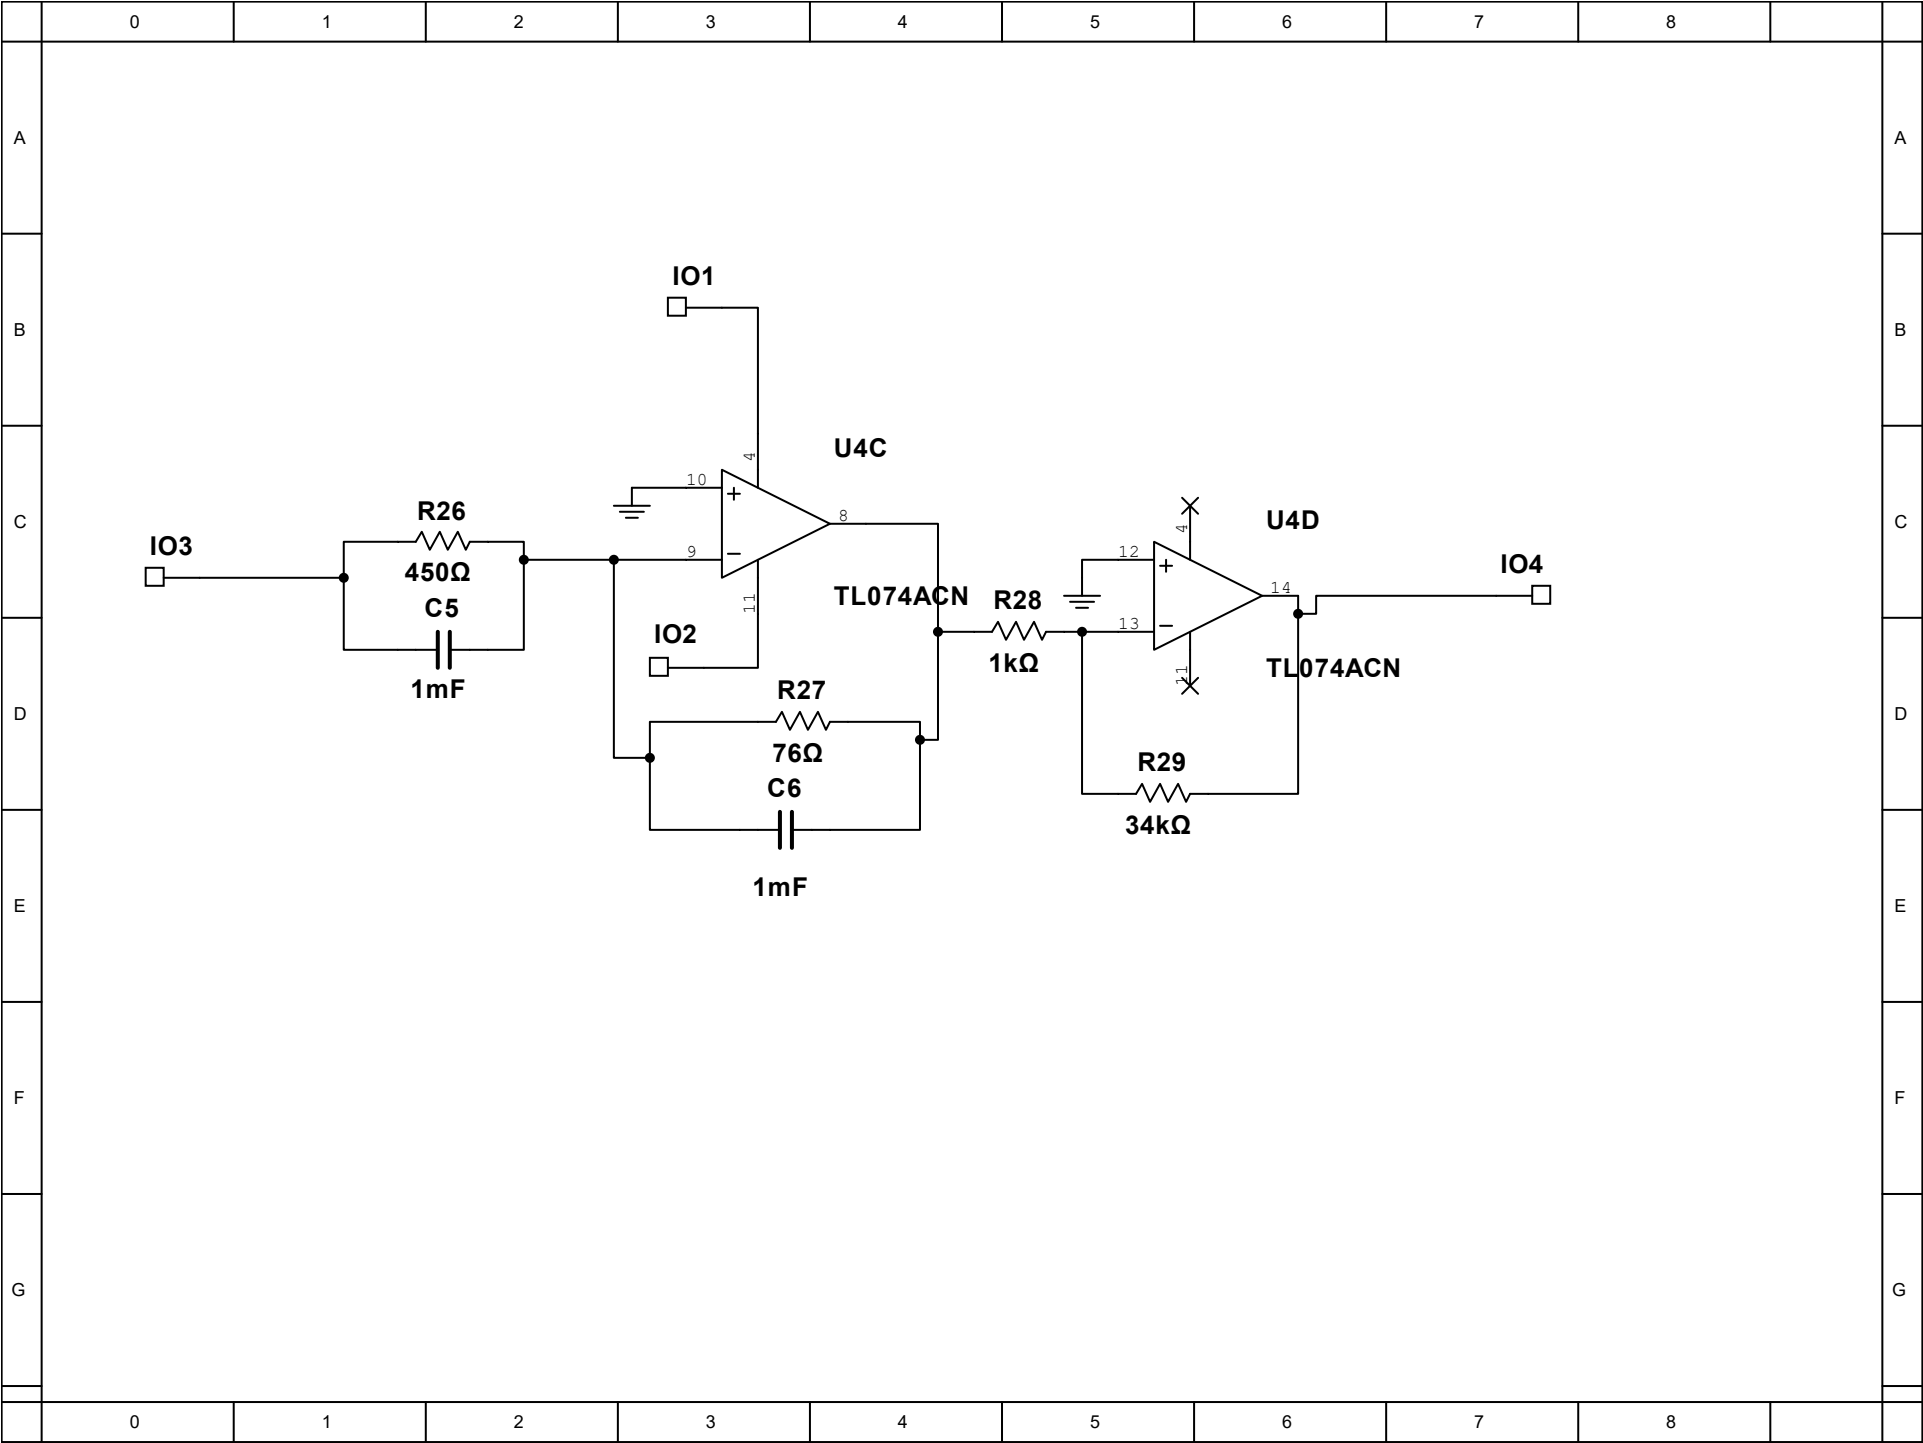 0 1 2 3 4 5 6 7 8
A A
B B
IO1
C C
4
U4C
10
+
8
R26
IO3
450Ω
C5
1mF
9
−
11
IO2
TL074ACN
R28
1kΩ
4
U4D
12
+
14
IO4
13
−
11
TL074ACN
D D
R27
76Ω
C6
1mF
R29
34kΩ
E E
F F
G G
0 1 2 3 4 5 6 7 8